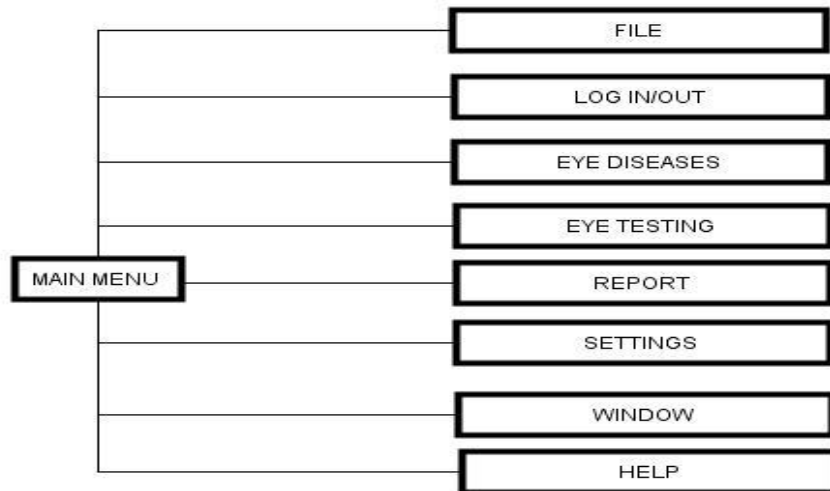 FILE
LOG IN/OUT
EYE DISEASES
EYE TESTING
MAIN MENU
REPORT
SETTINGS
WINDOW
HELP